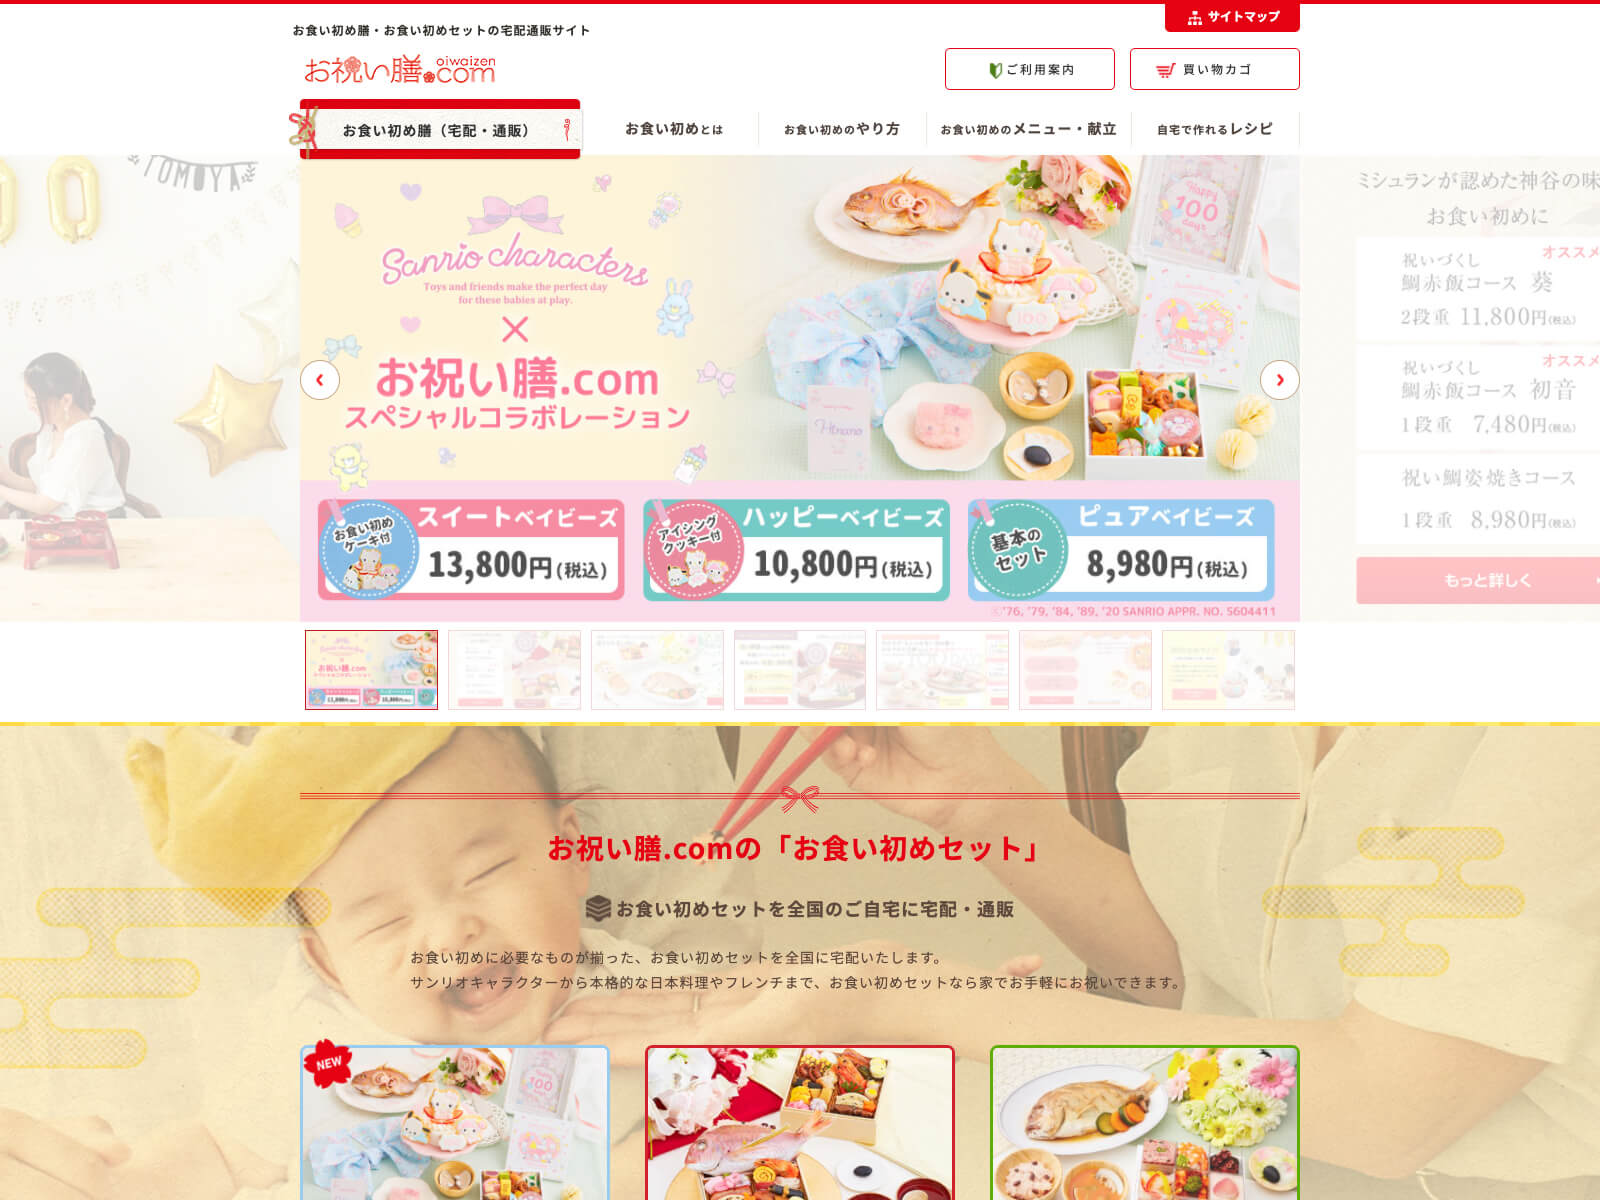 サイトマップ
お食い初め膳・お食い初めセットの宅配通販サイト
お祝い膳.com
oiwaizen
ご利用案内
買い物カゴ
お食い初め膳（宅配・通販）
お食い初めとは
お食い初めのやり方
お食い初めのメニュー・献立
自宅で作れるレシピ
TOMOYA
Sanrio characters
Toys and friends make the perfect day
for these babies at play.
×
お祝い膳.com
スペシャルコラボレーション
Happy
100
days
100
Hinano
お食い初め
ケーキ付
スイートベイビーズ
13,800円(税込)
アイシング
クッキー付
ハッピーベイビーズ
10,800円(税込)
基本の
セット
ピュアベイビーズ
8,980円(税込)
©'76, '79, '84, '89, '20 SANRIO APPR. NO. S604411
ミシュランが認めた神谷の味
お食い初めに
オススメ
祝いづくし
鯛赤飯コース 葵
2段重 11,800円(税込)
オススメ
祝いづくし
鯛赤飯コース 初音
1段重 7,480円(税込)
祝い鯛姿焼きコース
1段重 8,980円(税込)
もっと詳しく
お祝い膳.comの「お食い初めセット」
お食い初めセットを全国のご自宅に宅配・通販
お食い初めに必要なものが揃った、お食い初めセットを全国に宅配いたします。
サンリオキャラクターから本格的な日本料理やフレンチまで、お食い初めセットなら家でお手軽にお祝いできます。
NEW